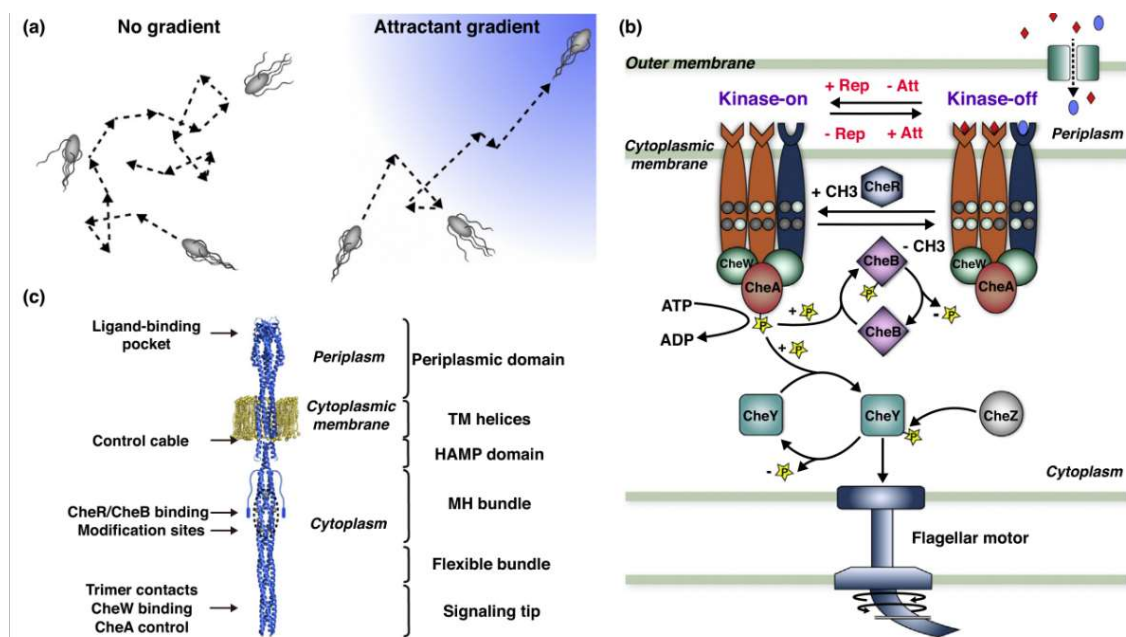 (a)
No gradient
Attractant gradient
(b)
Outer membrane
+ Rep - Att
Kinase-on
Kinase-off
- Rep + Att
Periplasm
Cytoplasmic
membrane
+ CH3
CheR
- CH3
CheW
CheA
CheB
CheW
CheA
ATP
+ P
P
- P
CheB
ADP
+ P
CheY
CheY
CheZ
P
- P
Cytoplasm
Flagellar motor
(c)
Ligand-binding
pocket
Periplasm
Periplasmic domain
Cytoplasmic
membrane
TM helices
Control cable
HAMP domain
MH bundle
CheR/CheB binding
Cytoplasm
Modification sites
Flexible bundle
Trimer contacts
CheW binding
CheA control
Signaling tip